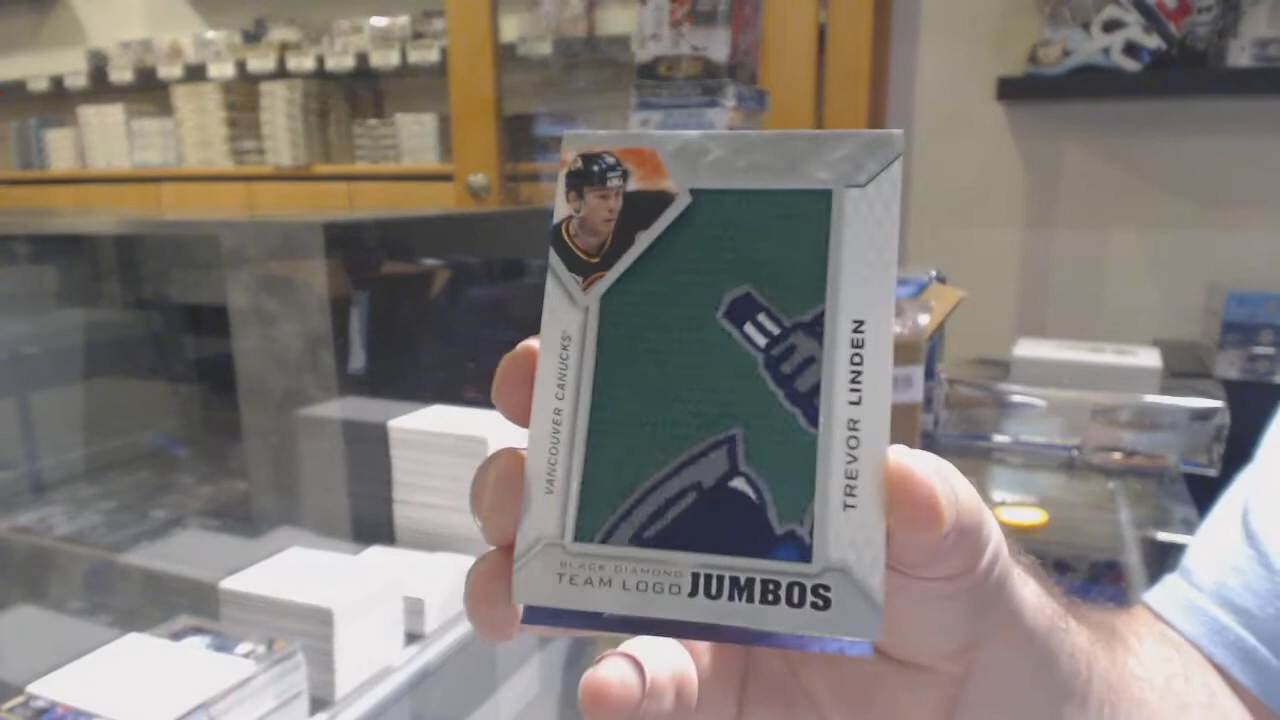 VANCOUVER CANUCKS
TREVOR LINDEN
BLACK DIAMOND
TEAM LOGO JUMBOS